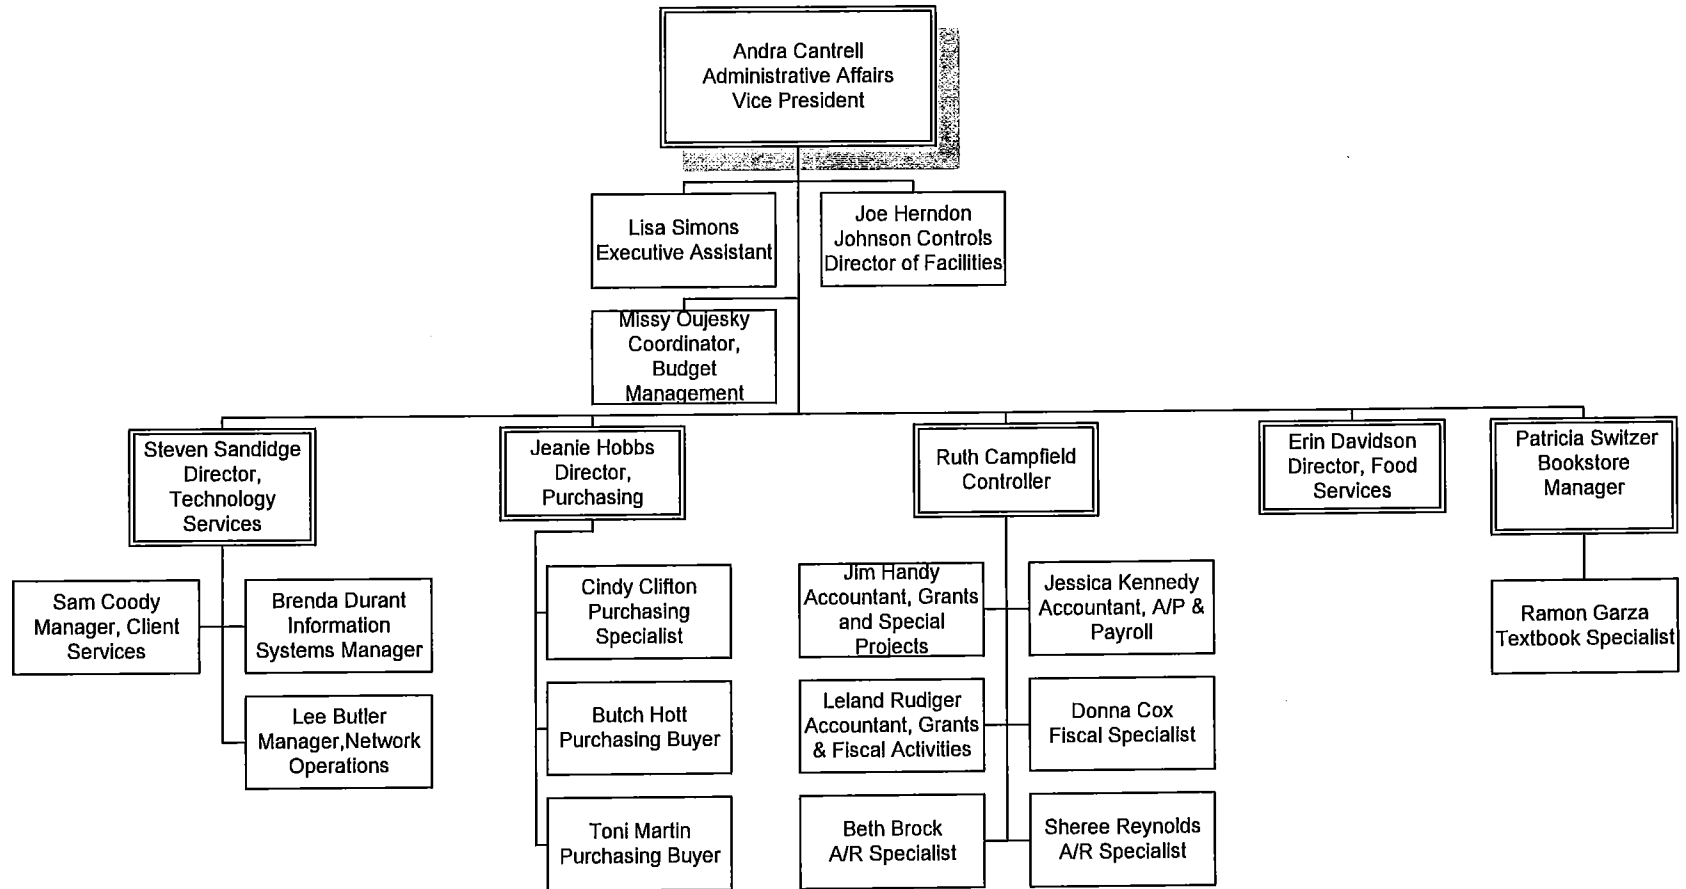 Andra Cantrell
Administrative Affairs
Vice President
Lisa Simons
Executive Assistant
Joe Herndon
Johnson Controls
Director of Facilities
Missy Oujesky
Coordinator,
Budget
Management
Steven Sandidge
Director,
Technology
Services
Jeanie Hobbs
Director,
Purchasing
Ruth Campfield
Controller
Erin Davidson
Director, Food
Services
Patricia Switzer
Bookstore
Manager
Sam Coody
Manager, Client
Services
Brenda Durant
Information
Systems Manager
Lee Butler
Manager,Network
Operations
Cindy Clifton
Purchasing
Specialist
Butch Hott
Purchasing Buyer
Toni Martin
Purchasing Buyer
Jim Handy
Accountant, Grants
and Special
Projects
Jessica Kennedy
Accountant, A/P &
Payroll
Leland Rudiger
Accountant, Grants
& Fiscal Activities
Donna Cox
Fiscal Specialist
Beth Brock
A/R Specialist
Sheree Reynolds
A/R Specialist
Ramon Garza
Textbook Specialist